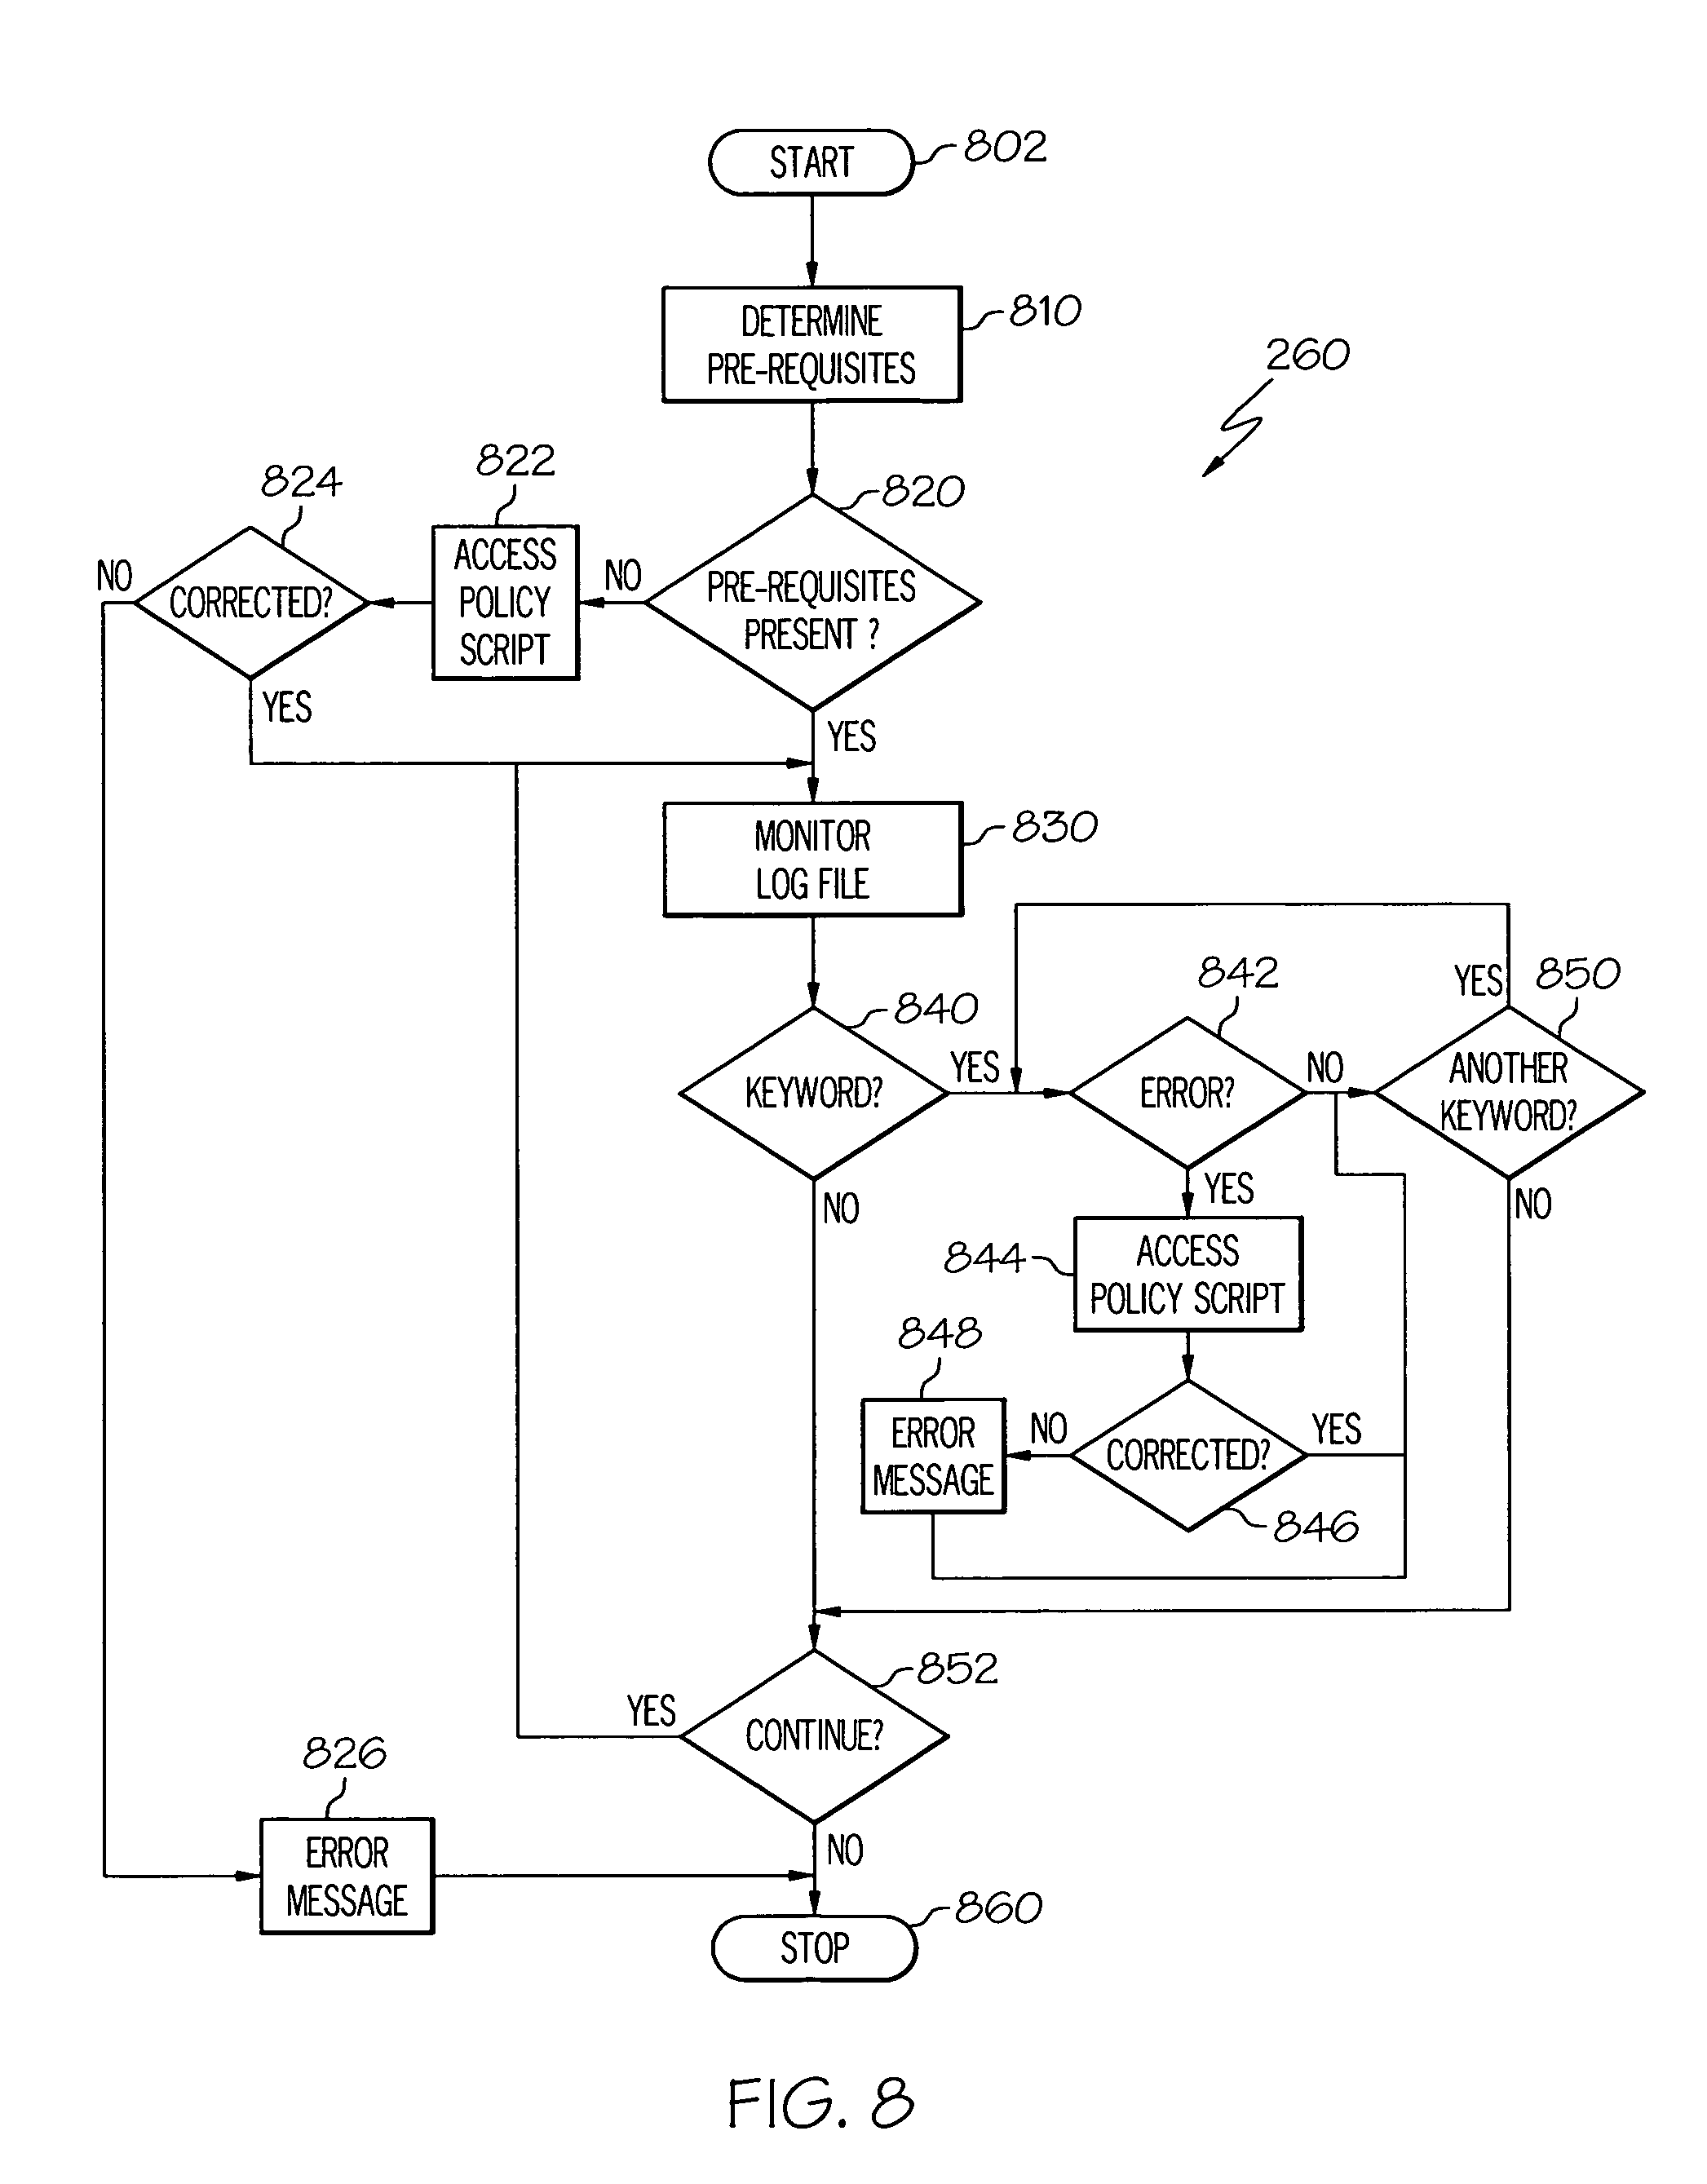 START
802
DETERMINE
PRE-REQUISITES
810
260
822
824
820
NO
CORRECTED?
ACCESS
POLICY
SCRIPT
NO
PRE-REQUISITES
PRESENT ?
YES
YES
MONITOR
LOG FILE
830
840
842
850
YES
KEYWORD?
YES
ERROR?
NO
ANOTHER
KEYWORD?
NO
YES
NO
844
ACCESS
POLICY SCRIPT
848
ERROR
MESSAGE
NO
CORRECTED?
YES
846
852
YES
CONTINUE?
826
NO
ERROR
MESSAGE
860
STOP
FIG. 8